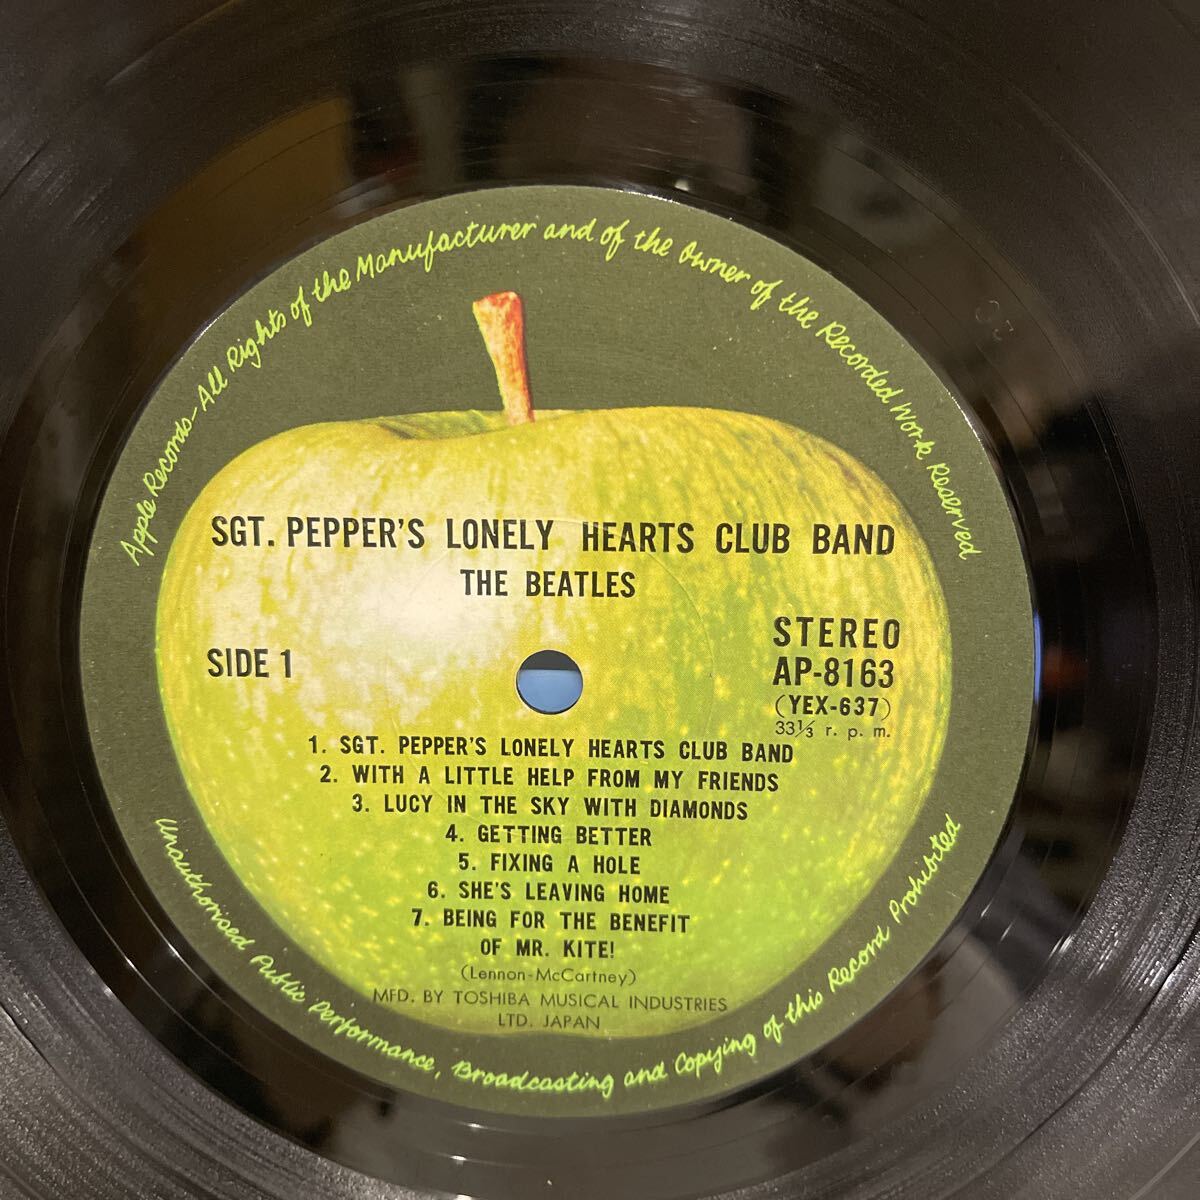 Apple Records-All Rights of the Manufacturer and of the Owner of the Recorded Work Reserved
SGT. PEPPER'S LONELY HEARTS CLUB BAND
THE BEATLES
SIDE 1
STEREO
AP-8163
(YEX-637)
33⅓ r. p. m.
1. SGT. PEPPER'S LONELY HEARTS CLUB BAND
2. WITH A LITTLE HELP FROM MY FRIENDS
3. LUCY IN THE SKY WITH DIAMONDS
4. GETTING BETTER
5. FIXING A HOLE
6. SHE'S LEAVING HOME
7. BEING FOR THE BENEFIT
OF MR. KITE!
(Lennon-McCartney)
MFD. BY TOSHIBA MUSICAL INDUSTRIES
LTD. JAPAN
Unauthorised Public Performance, Broadcasting and Copying of this Record Prohibited